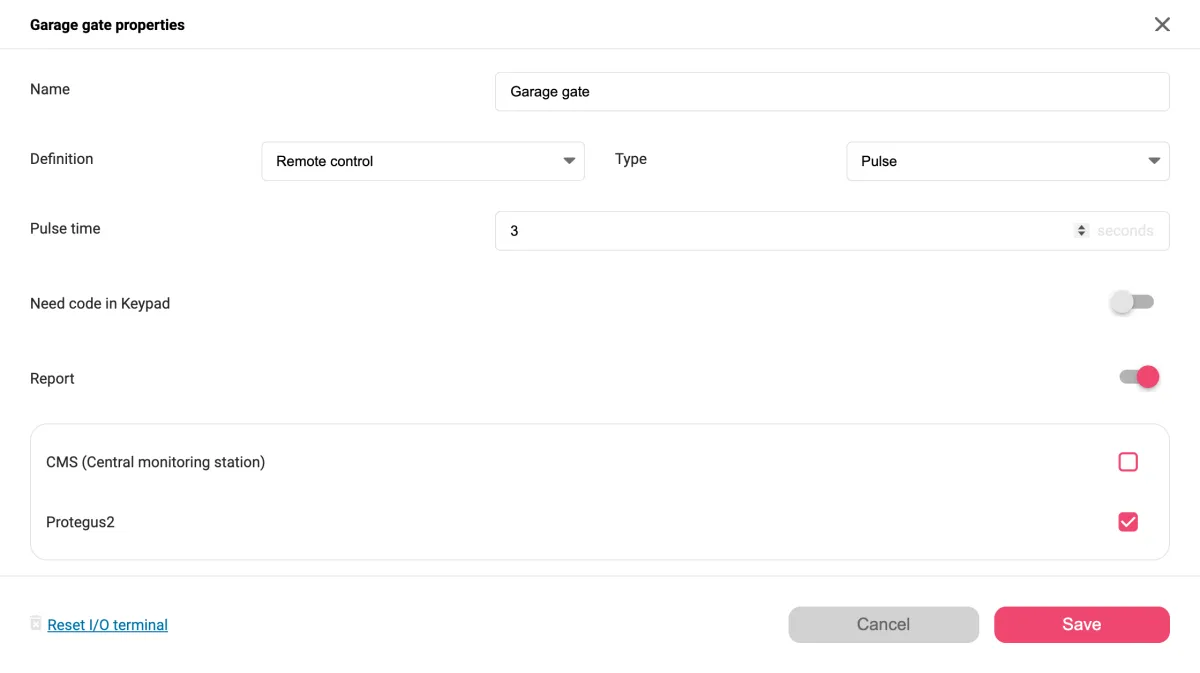 Garage gate properties
Name
Garage gate
Definition
Remote control
Type
Pulse
Pulse time
3
seconds
Need code in Keypad
Report
CMS (Central monitoring station)
Protegus2
Reset I/O terminal
Cancel
Save